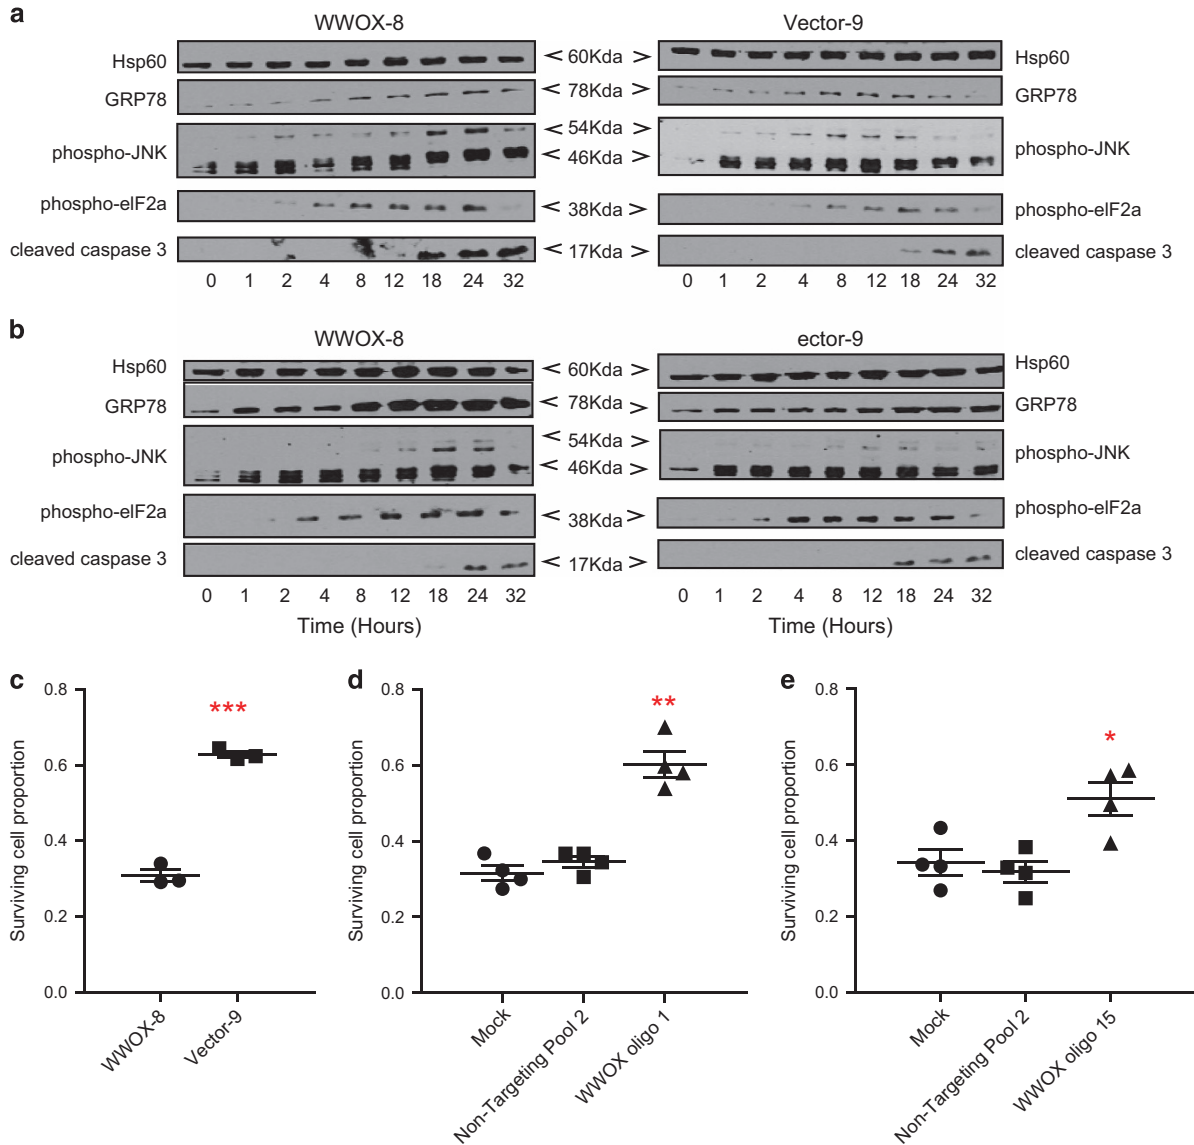 a
WWOX-8
Vector-9
Hsp60
< 60Kda >
Hsp60
GRP78
< 78Kda >
GRP78
phospho-JNK
< 54Kda >
< 46Kda >
phospho-JNK
phospho-eIF2a
< 38Kda >
phospho-eIF2a
cleaved caspase 3
< 17Kda >
cleaved caspase 3
0 1 2 4 8 12 18 24 32
0 1 2 4 8 12 18 24 32
b
WWOX-8
ector-9
Hsp60
< 60Kda >
Hsp60
GRP78
< 78Kda >
GRP78
phospho-JNK
< 54Kda >
< 46Kda >
phospho-JNK
phospho-eIF2a
< 38Kda >
phospho-eIF2a
cleaved caspase 3
< 17Kda >
cleaved caspase 3
0 1 2 4 8 12 18 24 32
0 1 2 4 8 12 18 24 32
Time (Hours)
Time (Hours)
c
Surviving cell proportion
0.8
0.6
0.4
0.2
0.0
***
WWOX-8
Vector-9
d
Surviving cell proportion
0.8
0.6
0.4
0.2
0.0
**
Mock
Non-Targeting Pool 2
WWOX oligo 1
e
Surviving cell proportion
0.8
0.6
0.4
0.2
0.0
*
Mock
Non-Targeting Pool 2
WWOX oligo 15